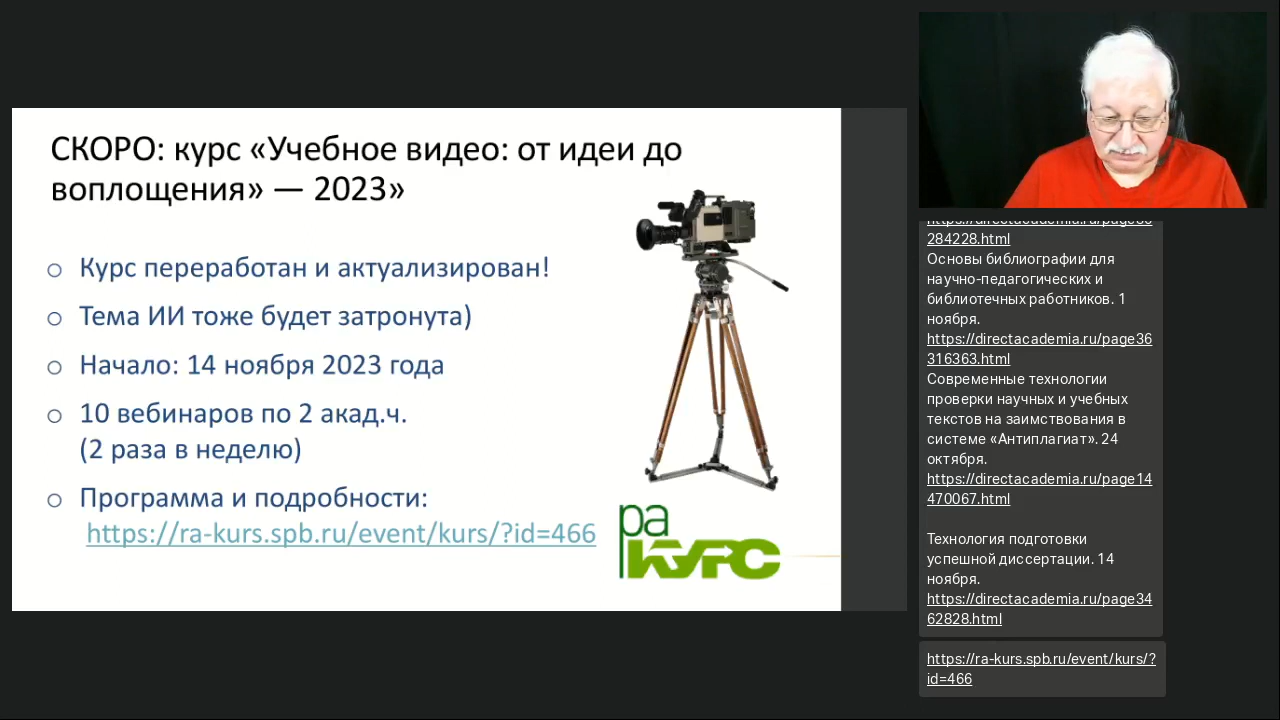 СКОРО: курс «Учебное видео: от идеи до
воплощения» — 2023»
Курс переработан и актуализирован!
Тема ИИ тоже будет затронута)
Начало: 14 ноября 2023 года
10 вебинаров по 2 акад.ч.
(2 раза в неделю)
Программа и подробности:
https://ra-kurs.spb.ru/event/kurs/?id=466
ра
курс
284228.html
Основы библиографии для
научно-педагогических и
библиотечных работников. 1
ноября.
https://directacademia.ru/page36
316363.html
Современные технологии
проверки научных и учебных
текстов на заимствования в
системе «Антиплагиат». 24
октября.
https://directacademia.ru/page14
470067.html
Технология подготовки
успешной диссертации. 14
ноября.
https://directacademia.ru/page34
62828.html
https://ra-kurs.spb.ru/event/kurs/?
id=466